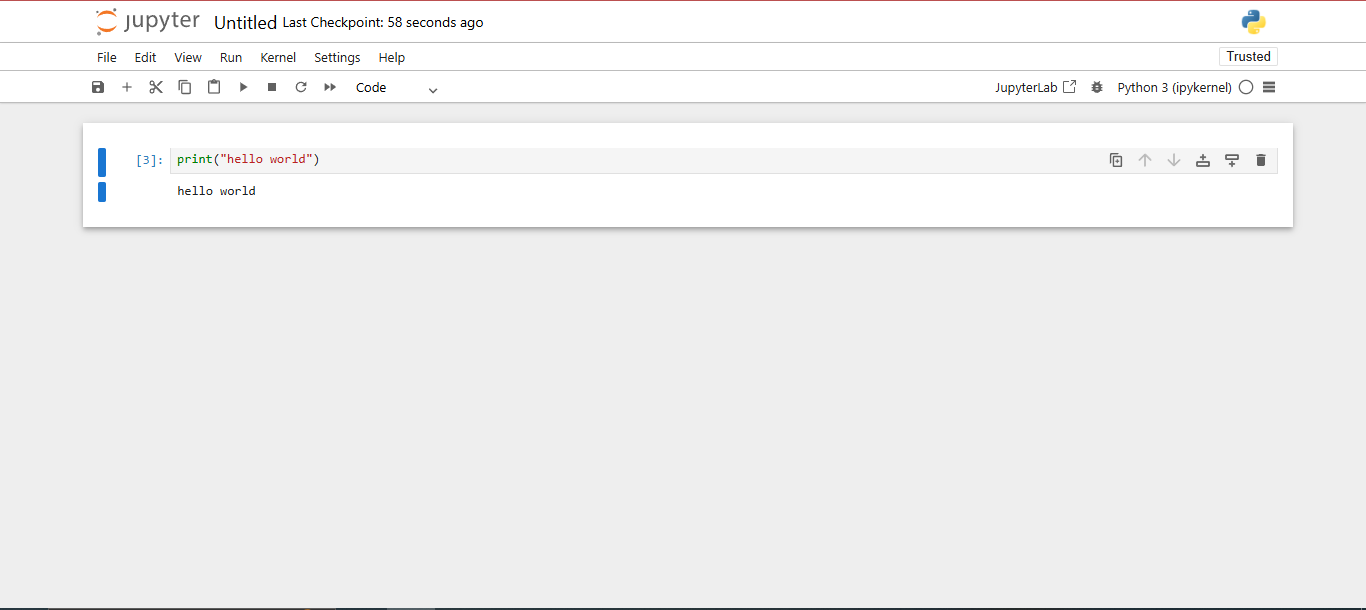 jupyter Untitled Last Checkpoint: 58 seconds ago
File Edit View Run Kernel Settings Help Trusted
Code JupyterLab Python 3 (ipykernel)
[3]: print("hello world")
hello world